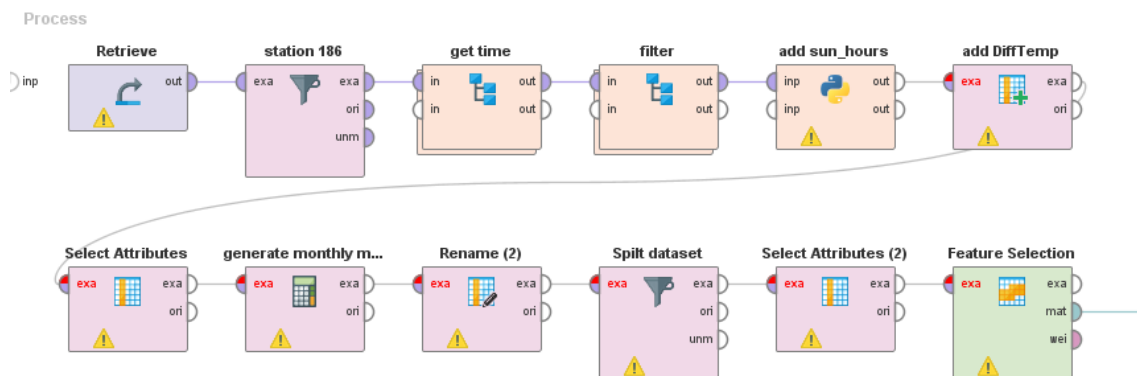 Process
Retrieve
station 186
get time
filter
add sun_hours
add DiffTemp
inp
out
exa
exa
in
out
in
out
inp
out
exa
exa
ori
in
out
in
out
inp
out
ori
unm
Select Attributes
generate monthly m...
Rename (2)
Spilt dataset
Select Attributes (2)
Feature Selection
exa
exa
exa
exa
exa
exa
exa
exa
exa
exa
exa
exa
ori
ori
ori
ori
ori
mat
unm
wei